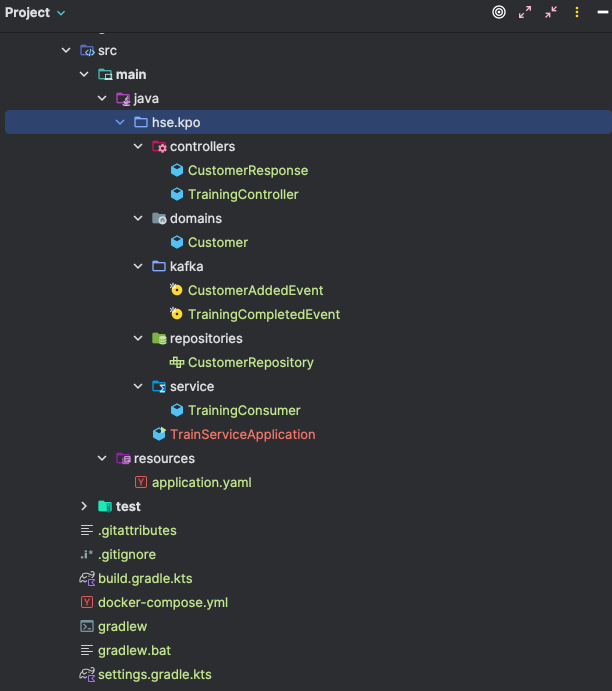 Project
src
main
java
hse.kpo
controllers
CustomerResponse
TrainingController
domains
Customer
kafka
CustomerAddedEvent
TrainingCompletedEvent
repositories
CustomerRepository
service
TrainingConsumer
TrainServiceApplication
resources
application.yaml
test
.gitattributes
.gitignore
build.gradle.kts
docker-compose.yml
gradlew
gradlew.bat
settings.gradle.kts